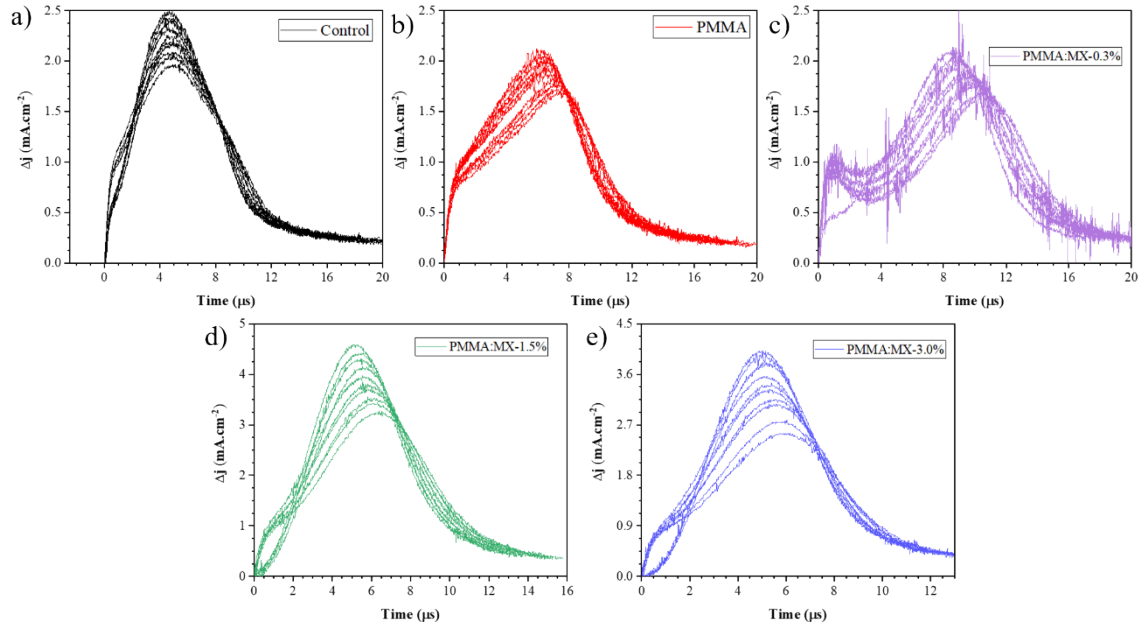 a)
Control
Δj (mA.cm⁻²)
2.5
2.0
1.5
1.0
0.5
0.0
0 4 8 12 16 20
Time (μs)
b)
PMMA
Δj (mA.cm⁻²)
2.5
2.0
1.5
1.0
0.5
0.0
0 4 8 12 16 20
Time (μs)
c)
PMMA:MX-0.3%
Δj (mA.cm⁻²)
2.5
2.0
1.5
1.0
0.5
0.0
0 4 8 12 16 20
Time (μs)
d)
PMMA:MX-1.5%
Δj (mA.cm⁻²)
5
4
3
2
1
0
0 2 4 6 8 10 12 14 16
Time (μs)
e)
PMMA:MX-3.0%
Δj (mA.cm⁻²)
4.5
3.6
2.7
1.8
0.9
0.0
0 2 4 6 8 10 12
Time (μs)